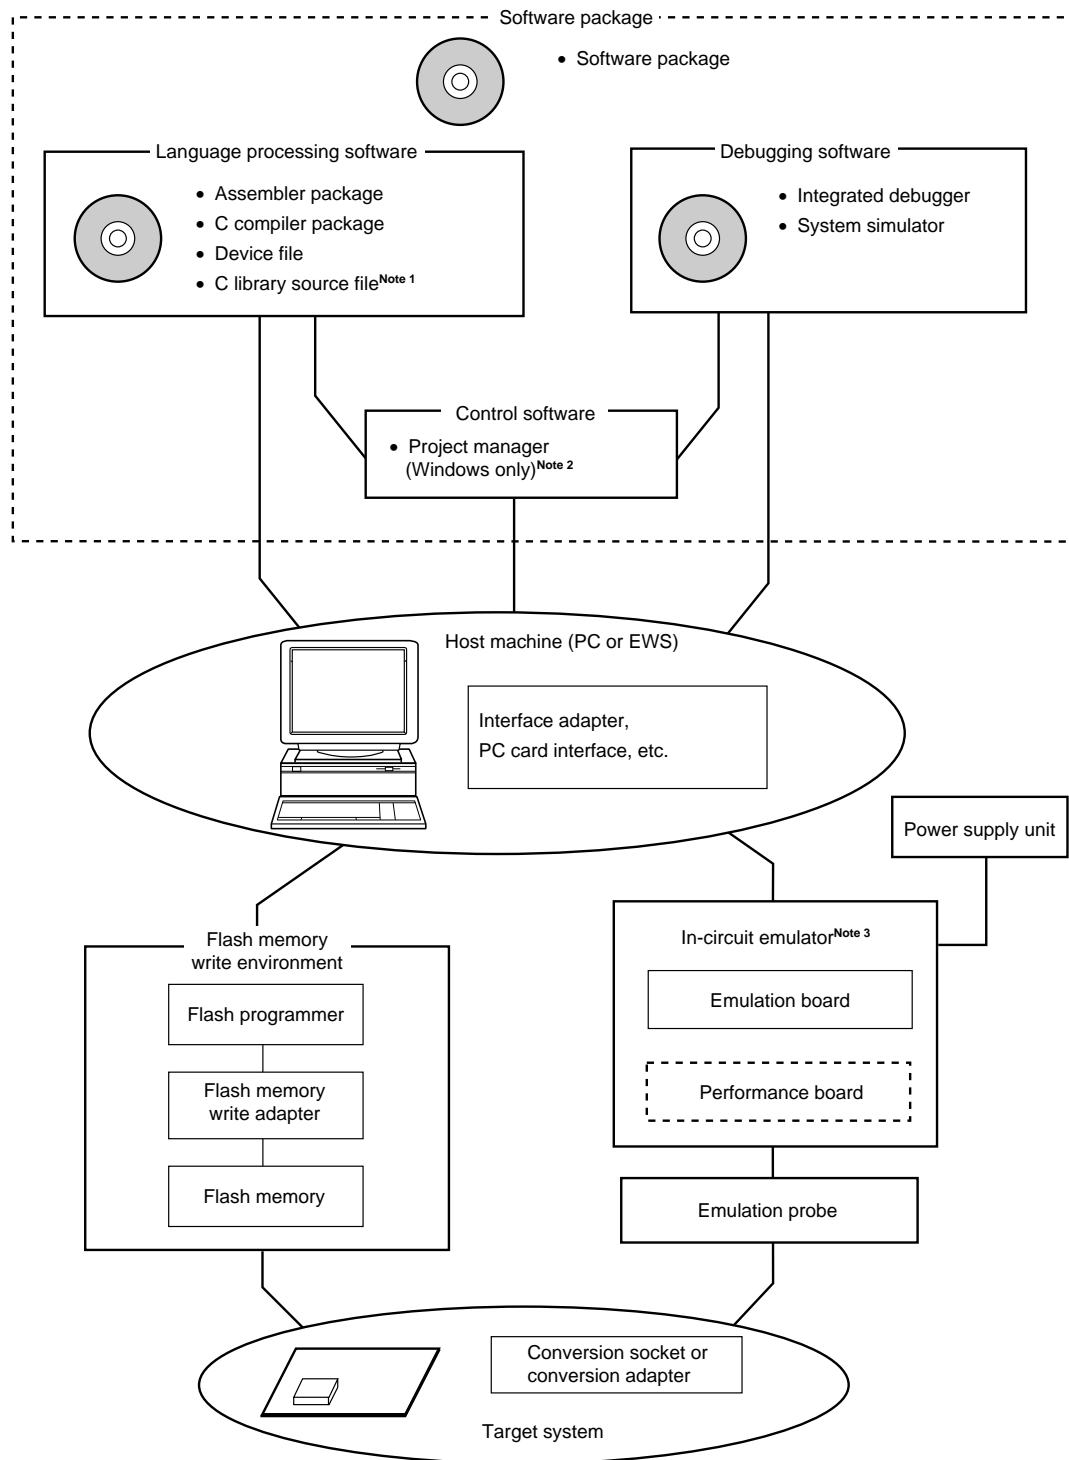 Software package
• Software package
Language processing software
• Assembler package
• C compiler package
• Device file
• C library source fileNote 1
Debugging software
• Integrated debugger
• System simulator
Control software
• Project manager
(Windows only)Note 2
Host machine (PC or EWS)
Interface adapter,
PC card interface, etc.
Power supply unit
Flash memory
write environment
Flash programmer
Flash memory
write adapter
Flash memory
In-circuit emulatorNote 3
Emulation board
Performance board
Emulation probe
Conversion socket or
conversion adapter
Target system